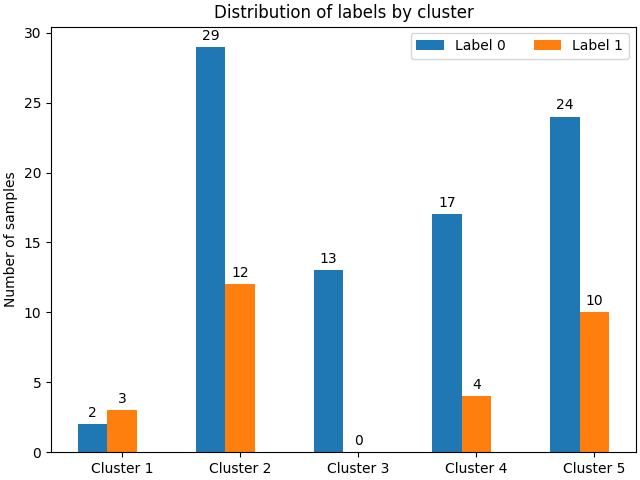 Distribution of labels by cluster
Label 0 Label 1
Number of samples
30
25
20
15
10
5
0
2 3 29 12 13 0 17 4 24 10
Cluster 1 Cluster 2 Cluster 3 Cluster 4 Cluster 5